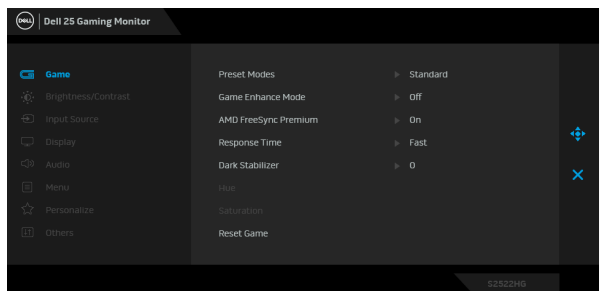 DELL
Dell 25 Gaming Monitor
Game
Brightness/Contrast
Input Source
Display
Audio
Menu
Personalize
Others
Preset Modes Standard
Game Enhance Mode Off
AMD FreeSync Premium On
Response Time Fast
Dark Stabilizer 0
Hue
Saturation
Reset Game
S2522HG